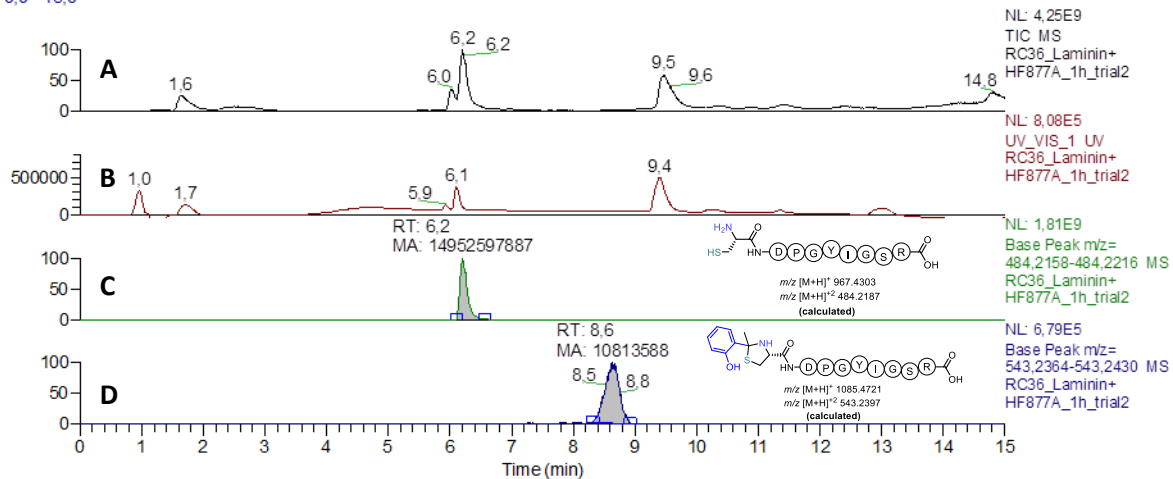 NL: 4,25E9
TIC MS
RC36_Laminin+
HF877A_1h_trial2
A
100
50
0
1,6
6,0
6,2
6,2
9,5
9,6
14,8
NL: 8,08E5
UV_VIS_1 UV
RC36_Laminin+
HF877A_1h_trial2
B
500000
0
1,0
1,7
5,9
6,1
9,4
NL: 1,81E9
Base Peak m/z=
484,2158-484,2216 MS
RC36_Laminin+
HF877A_1h_trial2
C
100
50
0
RT: 6,2
MA: 14952597887
H₂N
O
HS
NH
D P G Y I G S R
O
OH
m/z [M+H]⁺ 967.4303
m/z [M+H]⁺² 484.2187
(calculated)
NL: 6,79E5
Base Peak m/z=
543,2364-543,2430 MS
RC36_Laminin+
HF877A_1h_trial2
D
100
50
0
RT: 8,6
MA: 10813588
8,5
8,8
NH
O
OH
S
NH
D P G Y I G S R
O
OH
m/z [M+H]⁺ 1085.4721
m/z [M+H]⁺² 543.2397
(calculated)
0 1 2 3 4 5 6 7 8 9 10 11 12 13 14 15
Time (min)